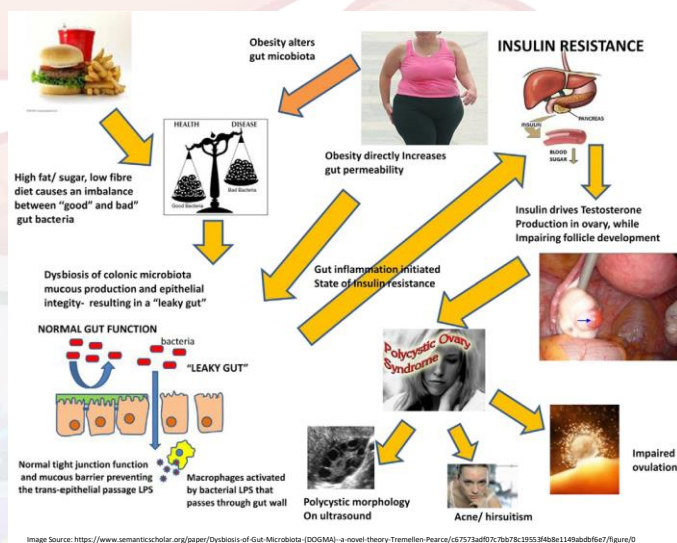 Obesity alters
gut micobiota
INSULIN RESISTANCE
PANCREAS
INSULIN
BLOOD
SUGAR
HEALTH
DISEASE
Bad Bacteria
Good Bacteria
High fat/ sugar, low fibre
diet causes an imbalance
between "good" and bad"
gut bacteria
Obesity directly Increases
gut permeability
Insulin drives Testosterone
Production in ovary, while
Impairing follicle development
Dysbiosis of colonic microbiota
mucous production and epithelial
integity- resulting in a "leaky gut"
Gut inflammation initiated
State of Insulin resistance
NORMAL GUT FUNCTION
bacteria
"LEAKY GUT"
Polycystic Ovary
Syndrome
Normal tight junction function
and mucous barrier preventing
the trans-epithelial passage LPS
Macrophages activated
by bacterial LPS that
passes through gut wall
Polycystic morphology
On ultrasound
Acne/ hirsuitism
Impaired
ovulation
Image Source: https://www.semanticscholar.org/paper/Dysbiosis-of-Gut-Microbiota-(DOGMA)--a-novel-theory-Tremellen-Pearce/c67573adf07c7bb78c19553f4b8e1149abdbf6e7/figure/0